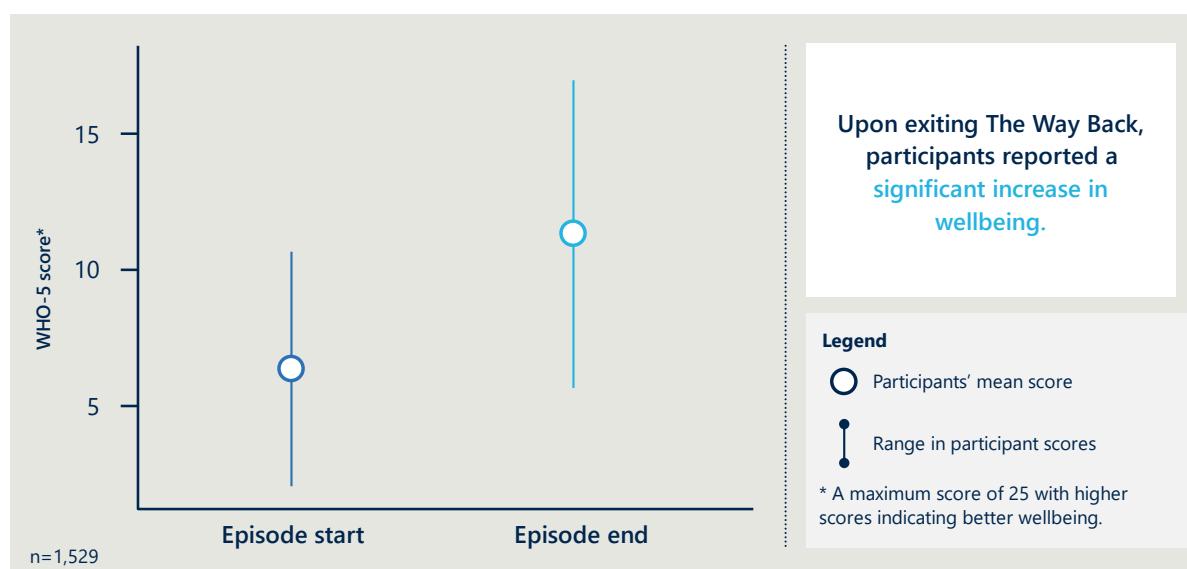 15
10
5
WHO-5 score*
Episode start
Episode end
n=1,529
Upon exiting The Way Back,
participants reported a
significant increase in
wellbeing.
Legend
Participants’ mean score
Range in participant scores
* A maximum score of 25 with higher
scores indicating better wellbeing.